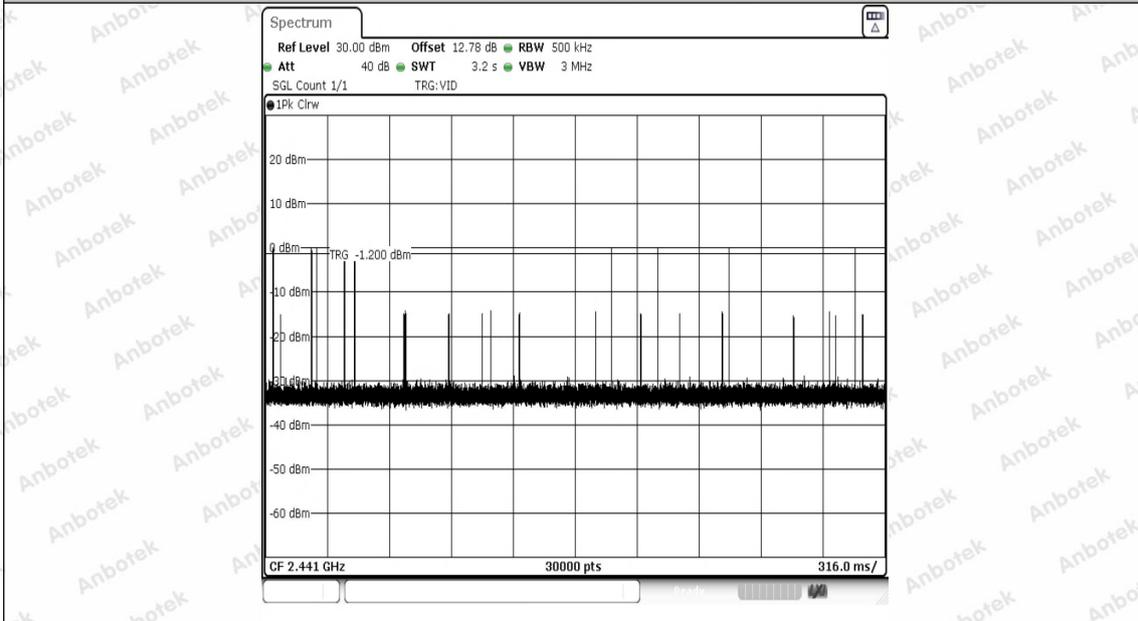 Spectrum
Ref Level 30.00 dBm Offset 12.78 dB RBW 500 kHz
Att 40 dB SWT 3.2 s VBW 3 MHz
SGL Count 1/1 TRG:VID
1Pk Clrw
20 dBm
10 dBm
0 dBm
TRG -1.200 dBm
-10 dBm
-20 dBm
-30 dBm
-40 dBm
-50 dBm
-60 dBm
CF 2.441 GHz 30000 pts 316.0 ms/
Ready
LXI
Anbotek